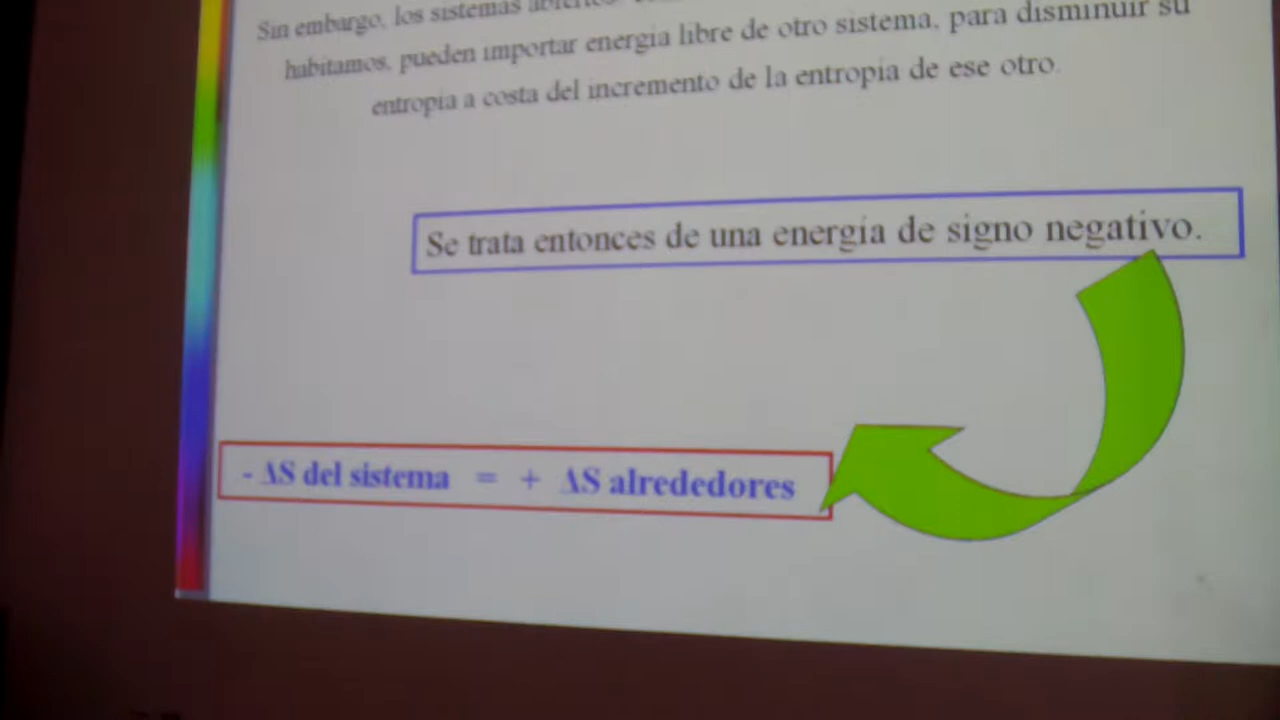 Sin embargo, los sistemas abiertos
habitamos, pueden importar energía libre de otro sistema, para disminuir su
entropía a costa del incremento de la entropía de ese otro.
Se trata entonces de una energía de signo negativo.
- ΔS del sistema = + ΔS alrededores